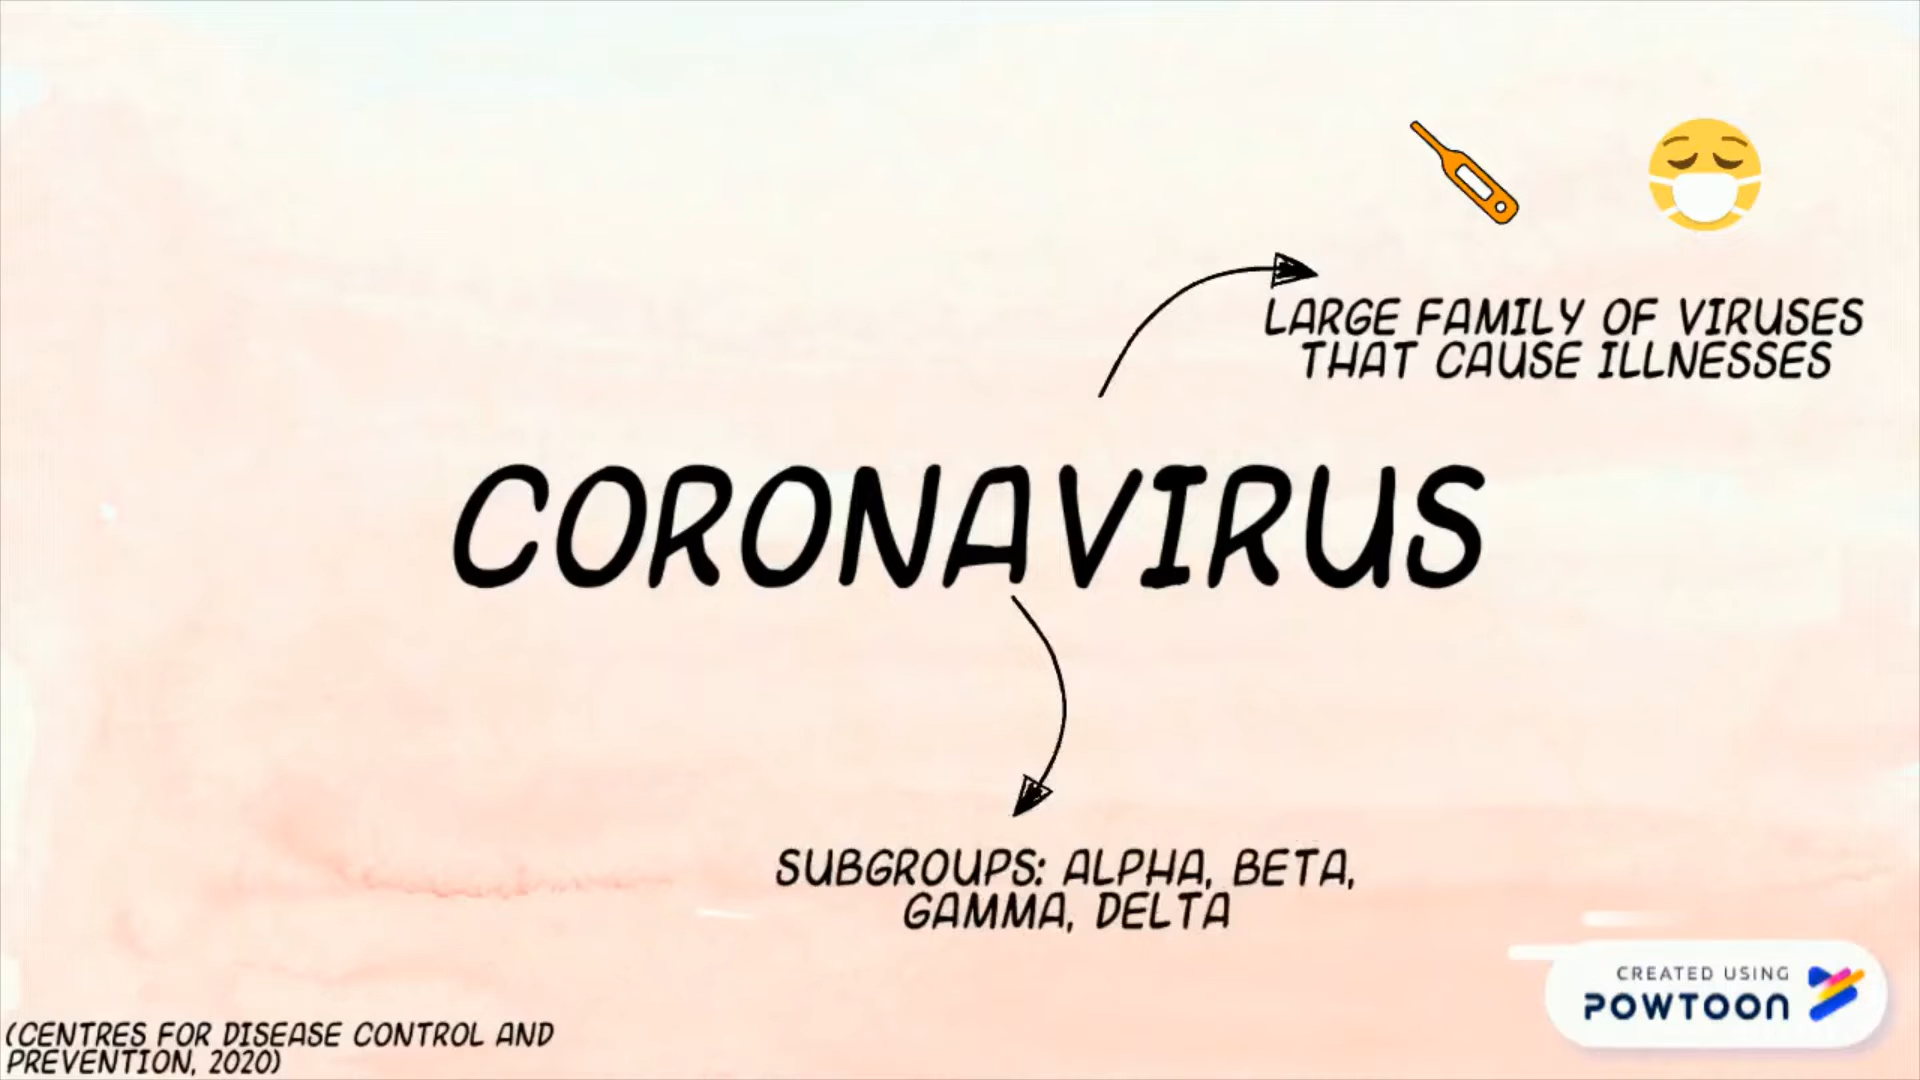 LARGE FAMILY OF VIRUSES
THAT CAUSE ILLNESSES
CORONAVIRUS
SUBGROUPS: ALPHA, BETA,
GAMMA, DELTA
(CENTRES FOR DISEASE CONTROL AND
PREVENTION, 2020)
CREATED USING
POWTOON